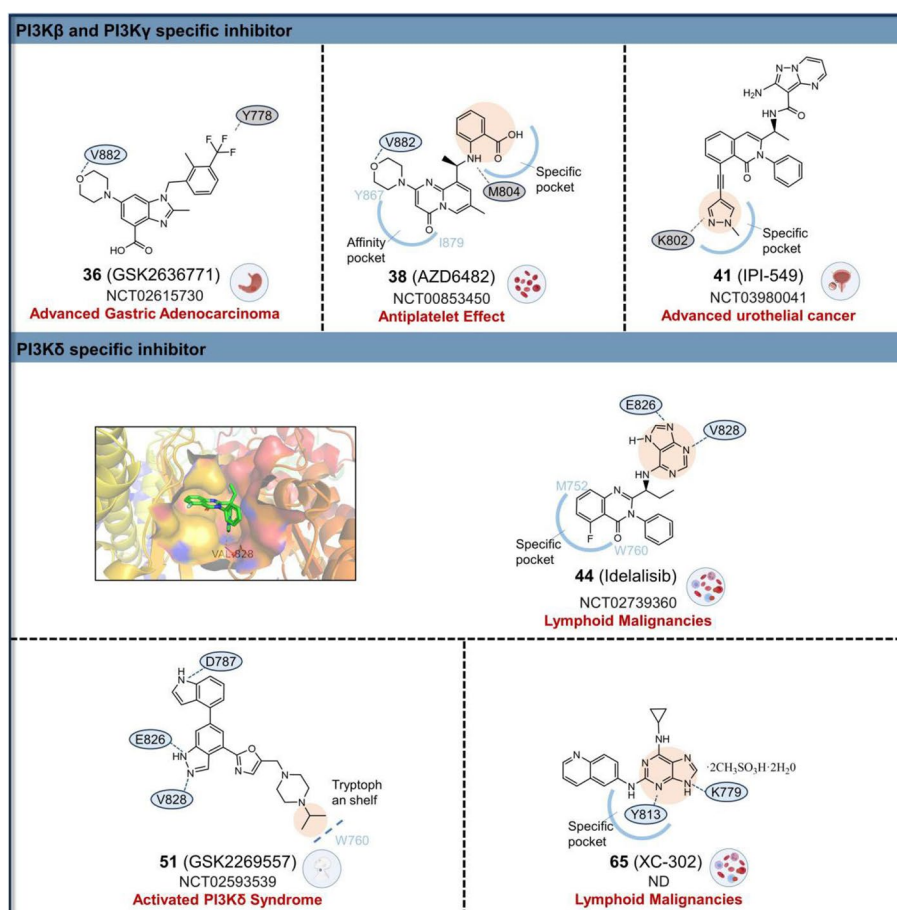 PI3Kβ and PI3Kγ specific inhibitor
Y778
V882
F
F
F
O
N
N
N
HO
O
36 (GSK2636771)
NCT02615730
Advanced Gastric Adenocarcinoma
V882
O
OH
O
NH
Specific
pocket
M804
Y867
N
N
N
O
I879
Affinity
pocket
38 (AZD6482)
NCT00853450
Antiplatelet Effect
N
N
N
H₂N
O
NH
N
O
N
N
K802
Specific
pocket
41 (IPI-549)
NCT03980041
Advanced urothelial cancer
PI3Kδ specific inhibitor
VAL 828
E826
V828
N
H
N
N
N
NH
M752
N
N
F
O
W760
Specific
pocket
44 (Idelalisib)
NCT02739360
Lymphoid Malignancies
D787
H
N
E826
HN
N
V828
O
N
N
N
Tryptoph
an shelf
W760
51 (GSK2269557)
NCT02593539
Activated PI3Kδ Syndrome
NH
N
N
N
N
H
N
N
H
·2CH₃SO₃H·2H₂0
K779
Y813
Specific
pocket
65 (XC-302)
ND
Lymphoid Malignancies